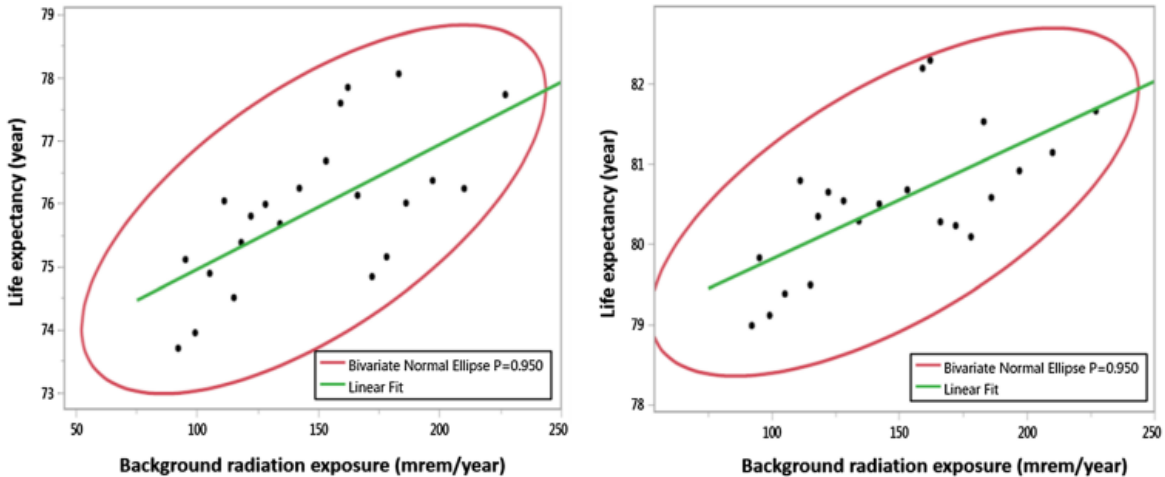 79
78
77
76
75
74
73
Life expectancy (year)
50
100
150
200
250
Background radiation exposure (mrem/year)
Bivariate Normal Ellipse P=0.950
Linear Fit
82
81
80
79
78
Life expectancy (year)
100
150
200
250
Background radiation exposure (mrem/year)
Bivariate Normal Ellipse P=0.950
Linear Fit